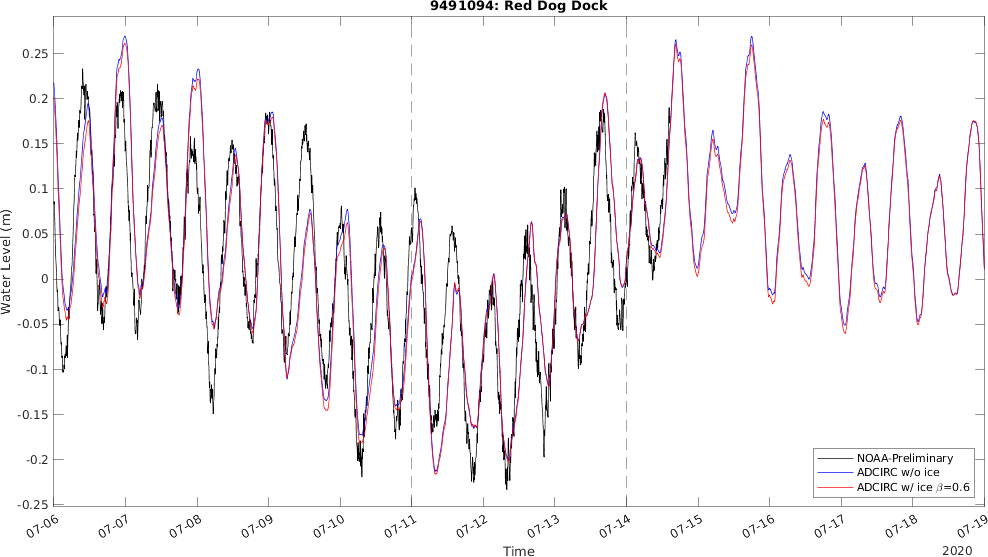 9491094: Red Dog Dock
Water Level (m)
0.25
0.2
0.15
0.1
0.05
0
-0.05
-0.1
-0.15
-0.2
-0.25
NOAA-Preliminary
ADCIRC w/o ice
ADCIRC w/ ice β=0.6
07-06 07-07 07-08 07-09 07-10 07-11 07-12 07-13 07-14 07-15 07-16 07-17 07-18 07-19
Time
2020